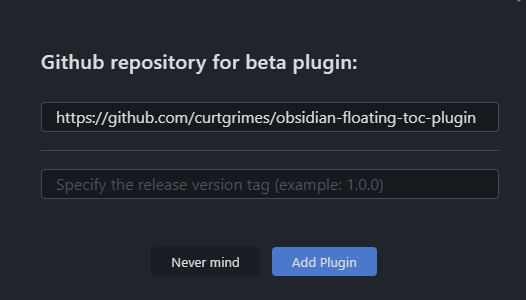 Github repository for beta plugin:
https://github.com/curtgrimes/obsidian-floating-toc-plugin
Specify the release version tag (example: 1.0.0)
Never mind
Add Plugin